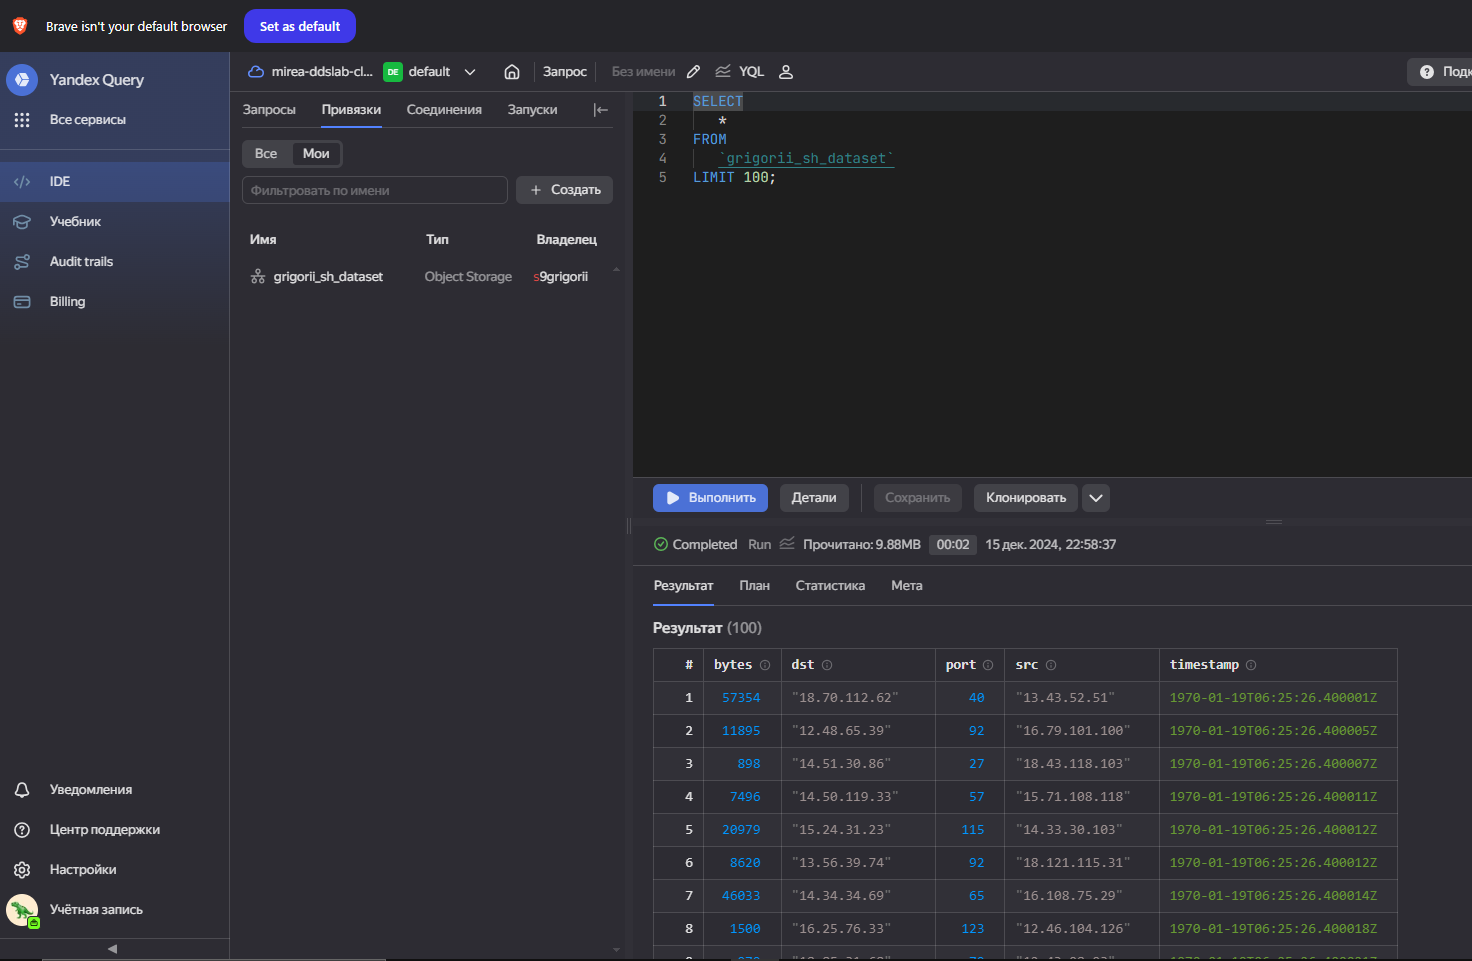 Brave isn't your default browser
Set as default
Yandex Query
Все сервисы
IDE
Учебник
Audit trails
Billing
Уведомления
Центр поддержки
Настройки
Учётная запись
mirea-ddslab-cl...
DE
default
Запрос
Без имени
YQL
Запросы
Привязки
Соединения
Запуски
Все
Мои
Фильтровать по имени
+ Создать
Имя Тип Владелец
grigorii_sh_dataset Object Storage s9grigorii
1 SELECT
2 *
3 FROM
4 `grigorii_sh_dataset`
5 LIMIT 100;
Выполнить
Детали
Сохранить
Клонировать
Completed Run Прочитано: 9.88MB 00:02 15 дек. 2024, 22:58:37
Результат План Статистика Мета
Результат (100)
# bytes dst port src timestamp
1 57354 "18.70.112.62" 40 "13.43.52.51" 1970-01-19T06:25:26.400001Z
2 11895 "12.48.65.39" 92 "16.79.101.100" 1970-01-19T06:25:26.400005Z
3 898 "14.51.30.86" 27 "18.43.118.103" 1970-01-19T06:25:26.400007Z
4 7496 "14.50.119.33" 57 "15.71.108.118" 1970-01-19T06:25:26.400011Z
5 20979 "15.24.31.23" 115 "14.33.30.103" 1970-01-19T06:25:26.400012Z
6 8620 "13.56.39.74" 92 "18.121.115.31" 1970-01-19T06:25:26.400012Z
7 46033 "14.34.34.69" 65 "16.108.75.29" 1970-01-19T06:25:26.400014Z
8 1500 "16.25.76.33" 123 "12.46.104.126" 1970-01-19T06:25:26.400018Z